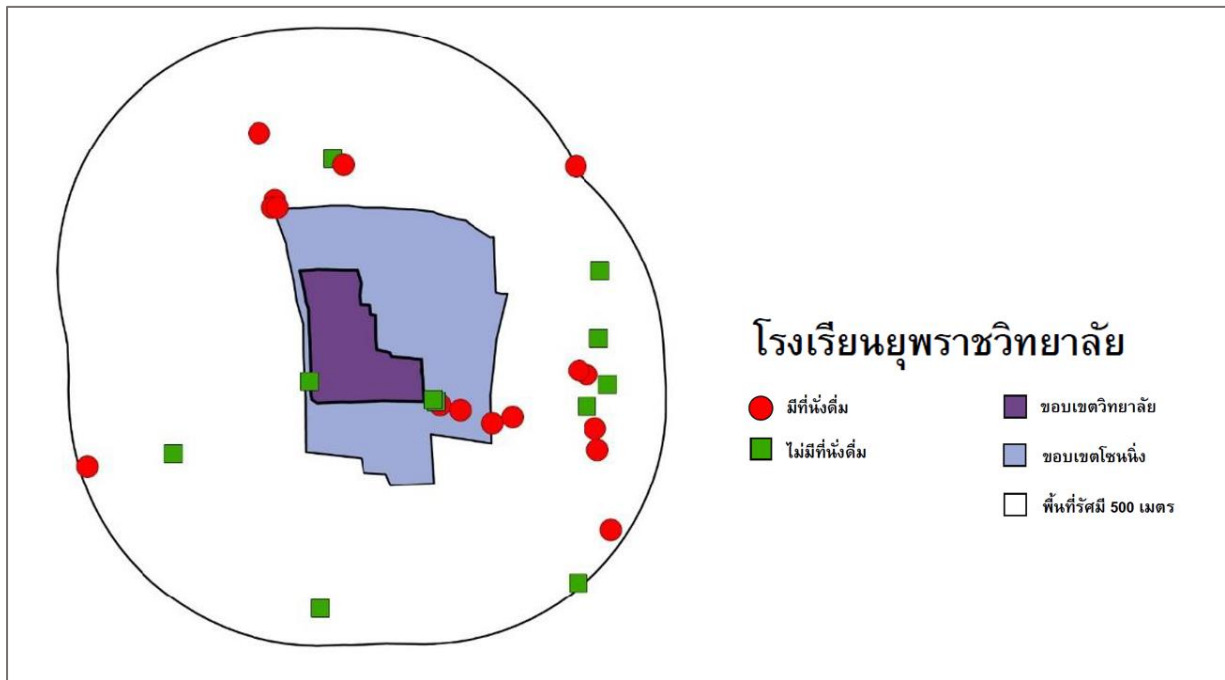 โรงเรียนยุพราชวิทยาลัย
มีที่นั่งดื่ม
ไม่มีที่นั่งดื่ม
ขอบเขตวิทยาลัย
ขอบเขตโซนนิ่ง
พื้นที่รัศมี 500 เมตร